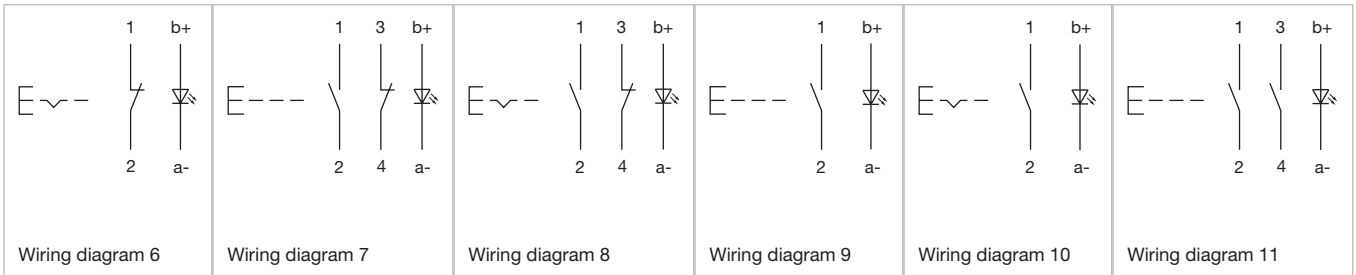 1 b+
2 a-
Wiring diagram 6
1 3 b+
2 4 a-
Wiring diagram 7
1 3 b+
2 4 a-
Wiring diagram 8
1 b+
2 a-
Wiring diagram 9
1 b+
2 a-
Wiring diagram 10
1 3 b+
2 4 a-
Wiring diagram 11